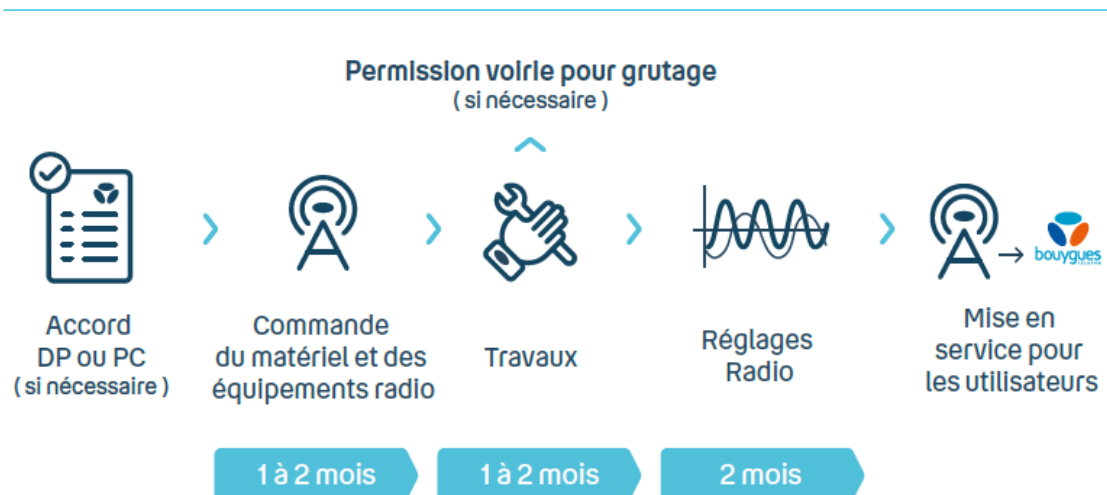 Permission voirie pour grutage
( si nécessaire )
Accord
DP ou PC
( si nécessaire )
Commande
du matériel et des
équipements radio
Travaux
Réglages
Radio
bouygues
TELECOM
Mise en
service pour
les utilisateurs
1 à 2 mois
1 à 2 mois
2 mois